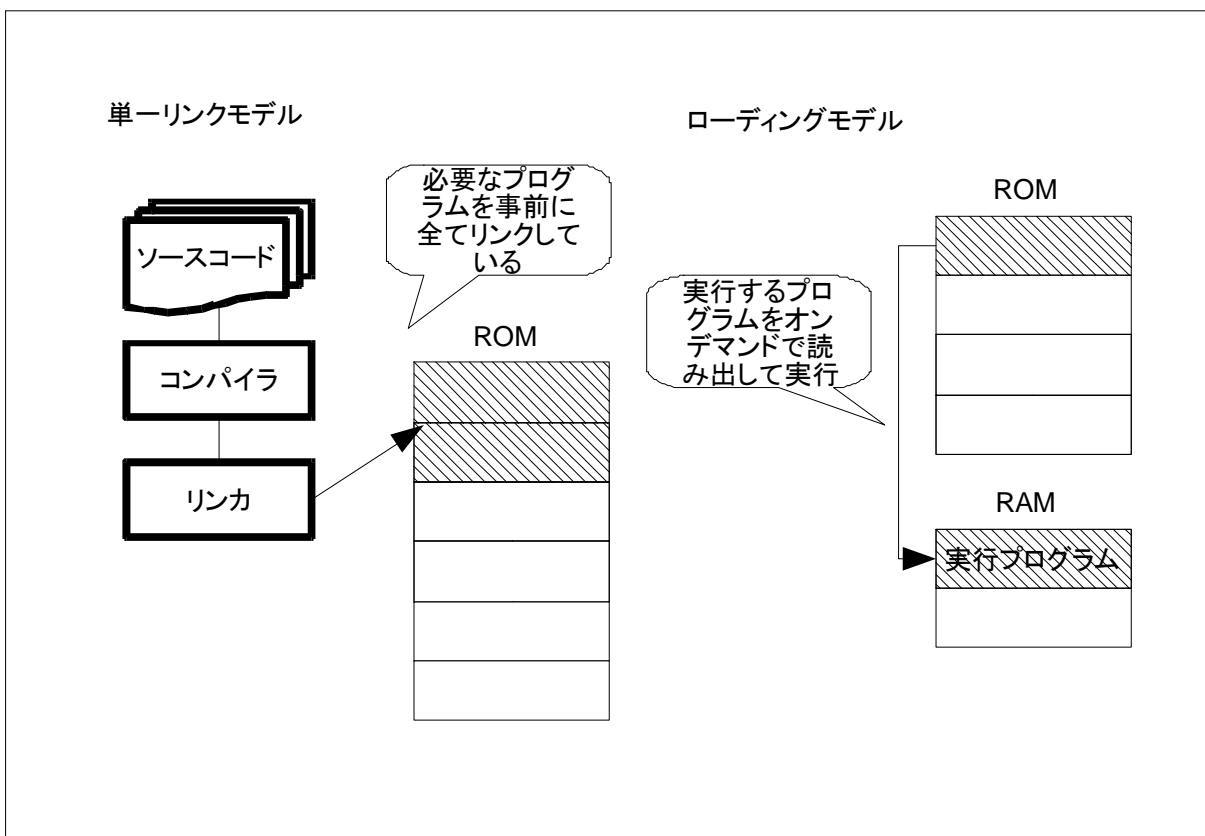 単一リンクモデル
ソースコード
コンパイラ
リンカ
必要なプログ
ラムを事前に
全てリンクして
いる
ROM
ローディングモデル
実行するプロ
グラムをオン
デマンドで読
み出して実行
ROM
RAM
実行プログラム